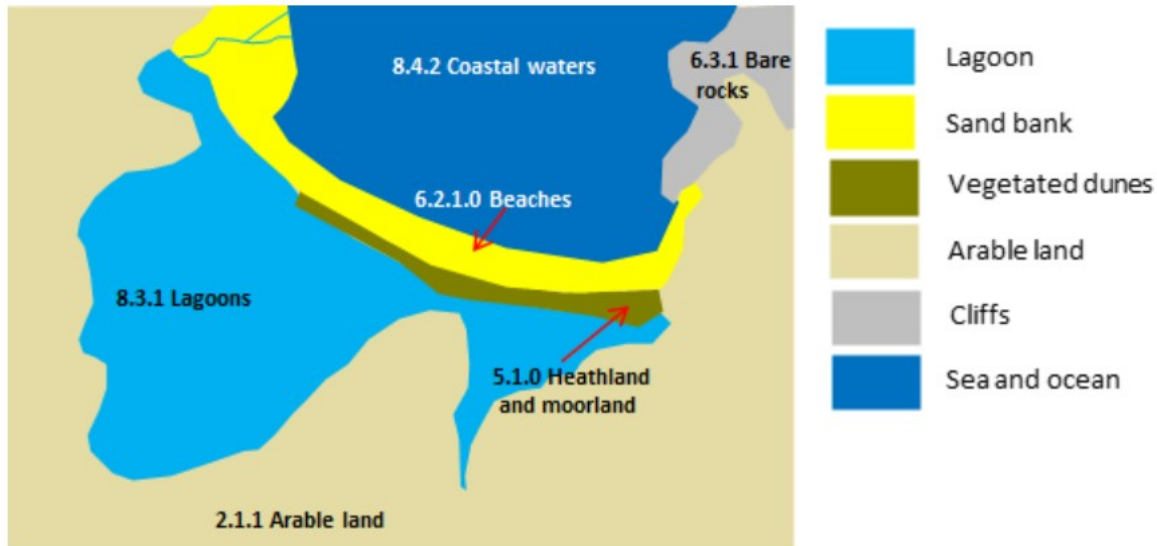 8.4.2 Coastal waters
6.3.1 Bare
rocks
6.2.1.0 Beaches
8.3.1 Lagoons
5.1.0 Heathland
and moorland
2.1.1 Arable land
Lagoon
Sand bank
Vegetated dunes
Arable land
Cliffs
Sea and ocean